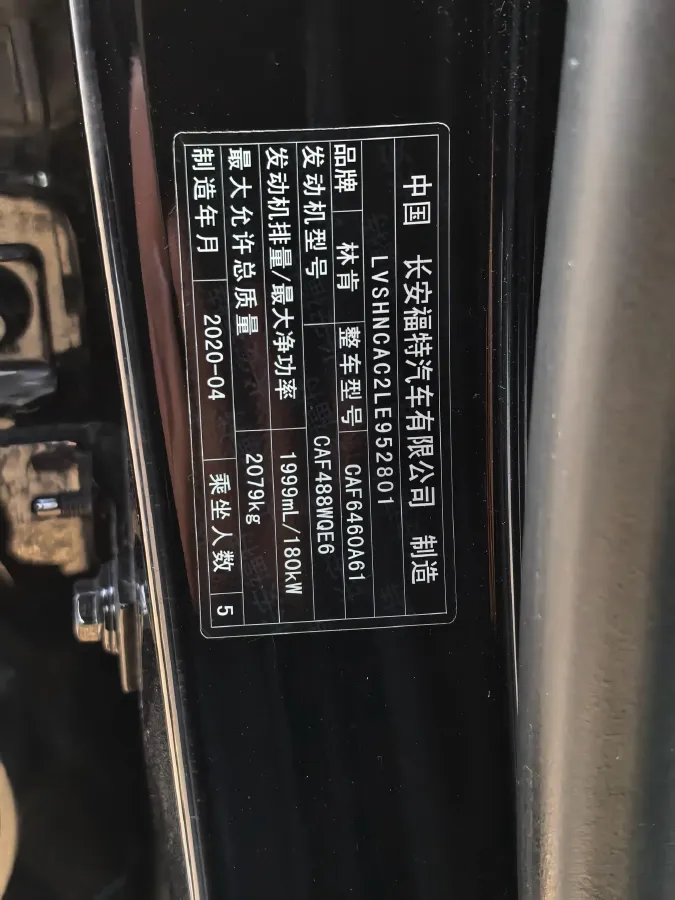 中国 长安福特汽车有限公司 制造
LVSHNCAC2LE952801
品牌 林肯 整车型号 CAF6460A61
发动机型号 CAF488WQE6
发动机排量/最大净功率 1999mL/180kW
最大允许总质量 2079kg
制造年月 2020-04 乘坐人数 5